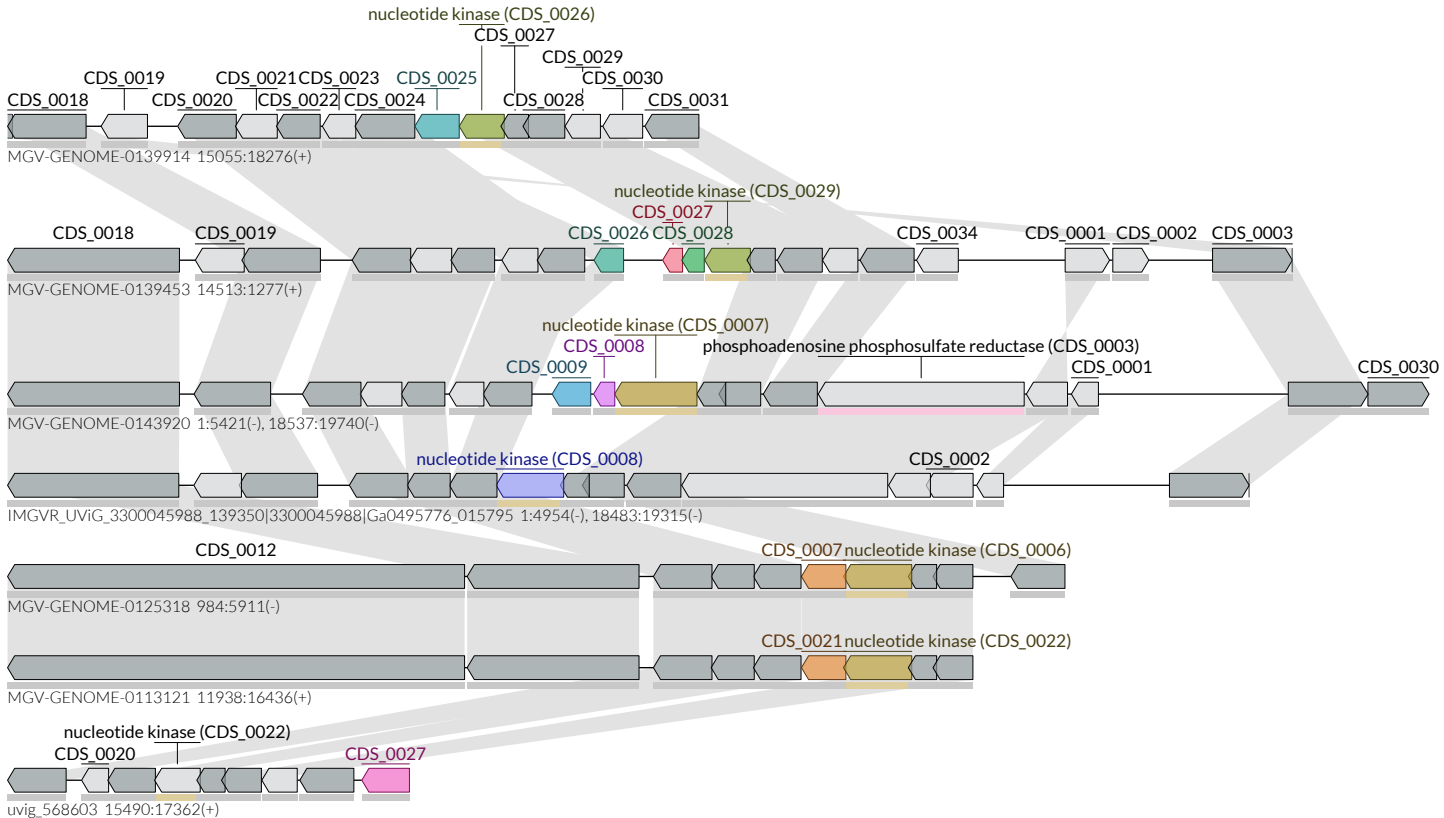 nucleotide kinase (CDS_0026)
CDS_0027
CDS_0029
CDS_0019 CDS_0021 CDS_0023 CDS_0025 CDS_0030
CDS_0018 CDS_0020 CDS_0022 CDS_0024 CDS_0028 CDS_0031
MGV-GENOME-0139914 15055:18276(+)
nucleotide kinase (CDS_0029)
CDS_0027
CDS_0018 CDS_0019 CDS_0026 CDS_0028 CDS_0034 CDS_0001 CDS_0002 CDS_0003
MGV-GENOME-0139453 14513:1277(+)
nucleotide kinase (CDS_0007)
CDS_0008 phosphoadenosine phosphosulfate reductase (CDS_0003)
CDS_0009 CDS_0001 CDS_0030
MGV-GENOME-0143920 1:5421(-), 18537:19740(-)
nucleotide kinase (CDS_0008) CDS_0002
IMGVR_UViG_3300045988_139350|3300045988|Ga0495776_015795 1:4954(-), 18483:19315(-)
CDS_0012 CDS_0007 nucleotide kinase (CDS_0006)
MGV-GENOME-0125318 984:5911(-)
CDS_0021 nucleotide kinase (CDS_0022)
MGV-GENOME-0113121 11938:16436(+)
nucleotide kinase (CDS_0022)
CDS_0020 CDS_0027
uvig_568603 15490:17362(+)